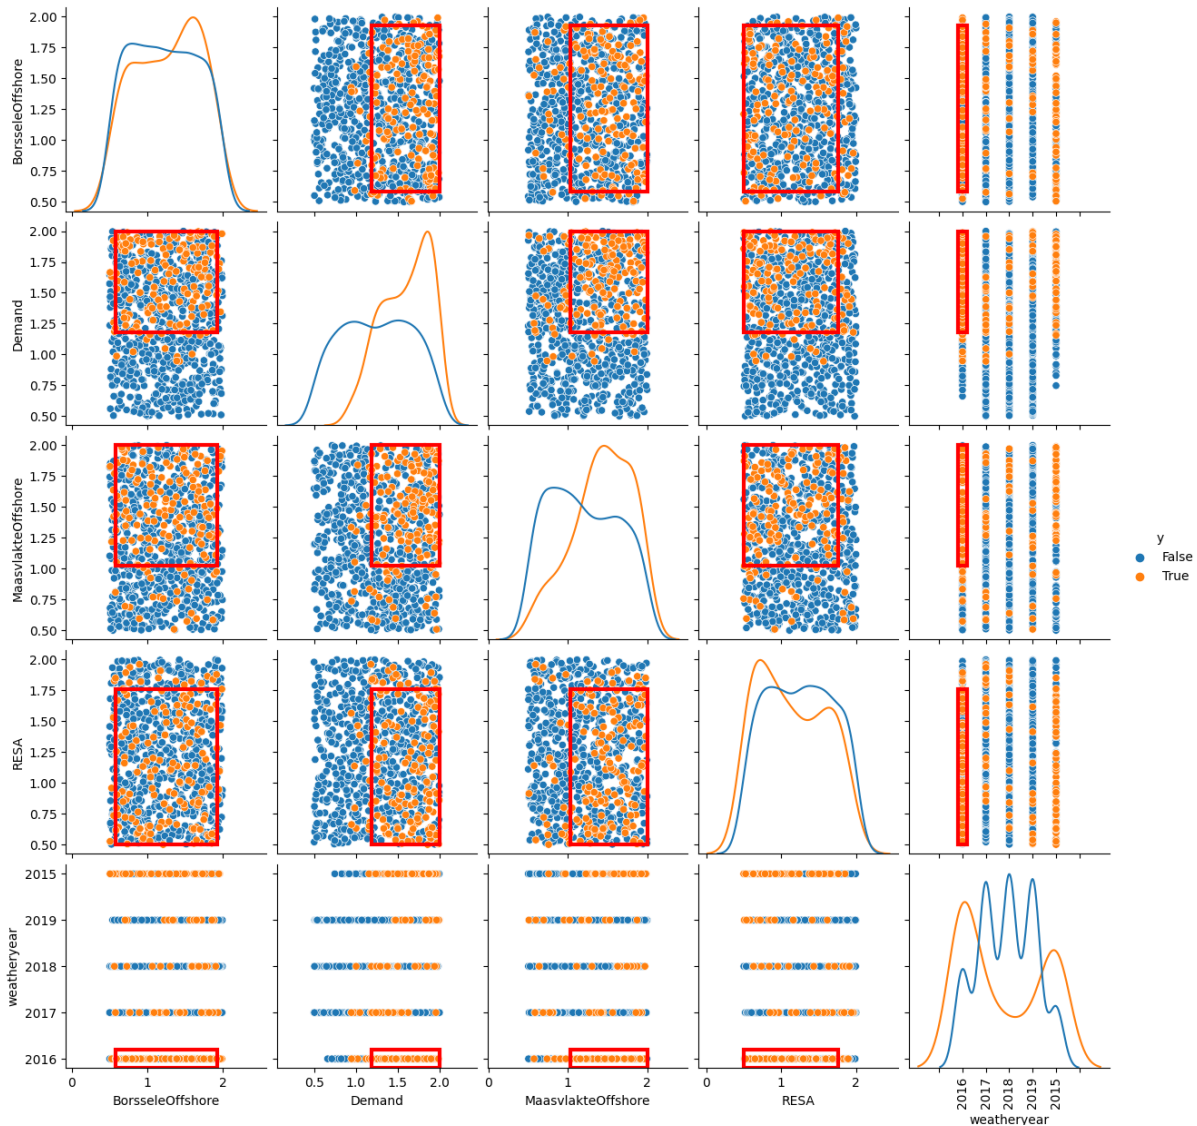 BorsseleOffshore
2.00
1.75
1.50
1.25
1.00
0.75
0.50
Demand
2.00
1.75
1.50
1.25
1.00
0.75
0.50
MaasvlakteOffshore
2.00
1.75
1.50
1.25
1.00
0.75
0.50
y
False
True
RESA
2.00
1.75
1.50
1.25
1.00
0.75
0.50
weatheryear
2015
2019
2018
2017
2016
0 1 2
0.5 1.0 1.5 2.0
0 1 2
0 1 2
2016 2017 2018 2019 2015
BorsseleOffshore Demand MaasvlakteOffshore RESA
weatheryear